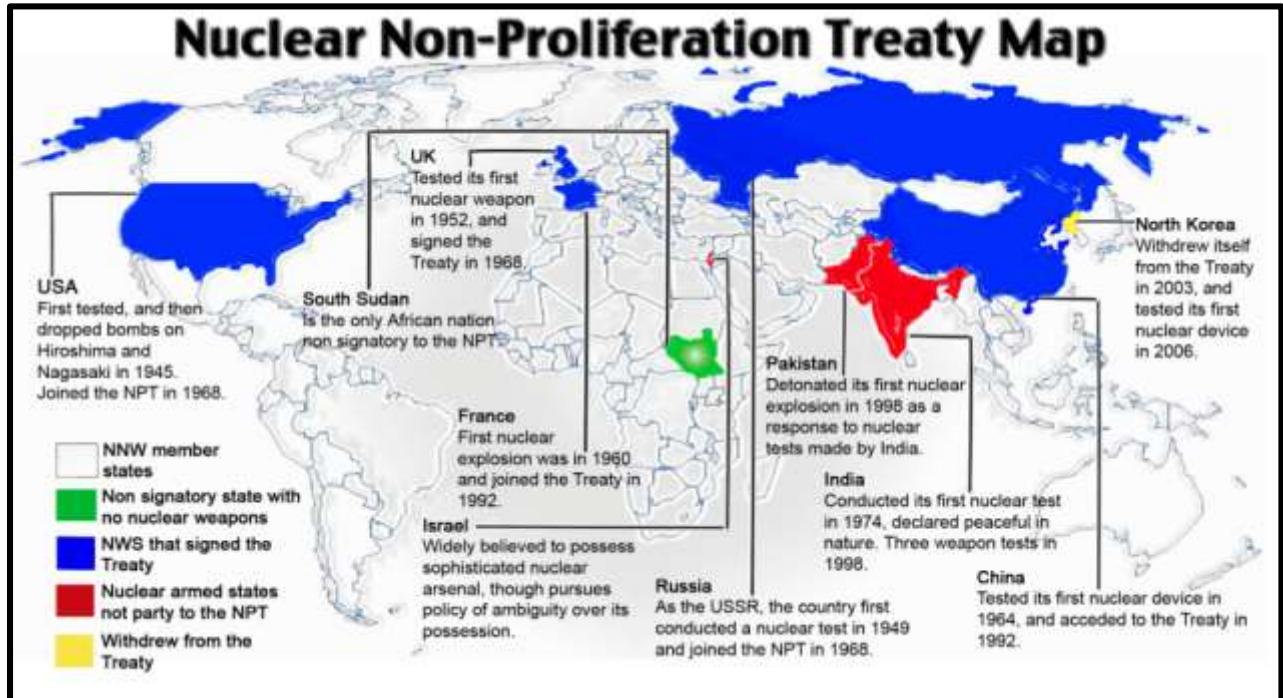 Nuclear Non-Proliferation Treaty Map
UK
Tested its first
nuclear weapon
in 1952, and
signed the
Treaty in 1968.
USA
First tested, and then
dropped bombs on
Hiroshima and
Nagasaki in 1945.
Joined the NPT in 1968.
South Sudan
Is the only African nation
non signatory to the NPT.
North Korea
Withdrew itself
from the Treaty
in 2003, and
tested its first
nuclear device
in 2006.
Pakistan
Detonated its first nuclear
explosion in 1998 as a
response to nuclear
tests made by India.
France
First nuclear
explosion was in 1960
and joined the Treaty in
1992.
India
Conducted its first nuclear test
in 1974, declared peaceful in
nature. Three weapon tests in
1998.
Israel
Widely believed to possess
sophisticated nuclear
arsenal, though pursues
policy of ambiguity over its
possession.
Russia
As the USSR, the country first
conducted a nuclear test in 1949
and joined the NPT in 1968.
China
Tested its first nuclear device in
1964, and acceded to the Treaty in
1992.
NNW member
states
Non signatory state with
no nuclear weapons
NWS that signed the
Treaty
Nuclear armed states
not party to the NPT
Withdrew from the
Treaty